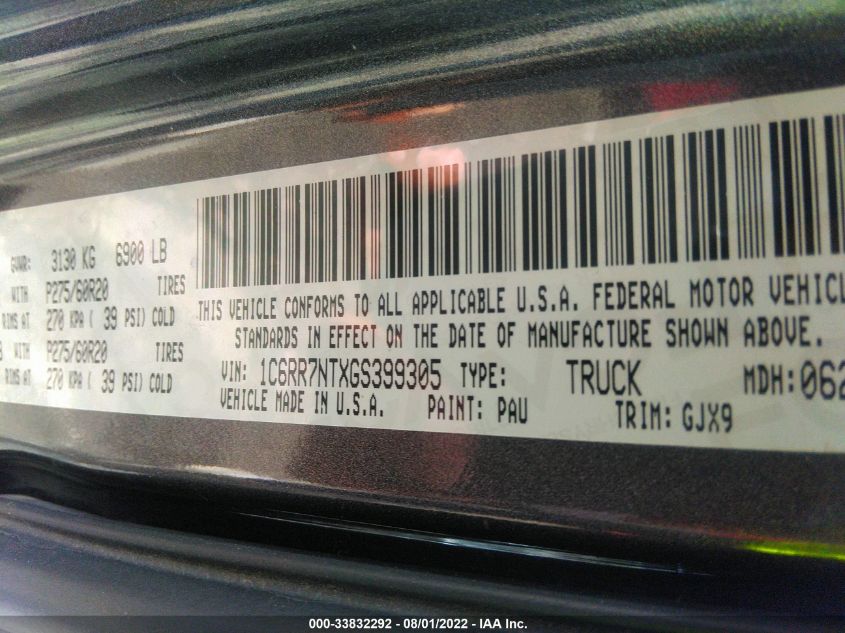 GVWR: 3130 KG 6900 LB
WITH P275/60R20 TIRES
RIMS AT 270 KPA ( 39 PSI) COLD
WITH P275/60R20 TIRES
RIMS AT 270 KPA ( 39 PSI) COLD
THIS VEHICLE CONFORMS TO ALL APPLICABLE U.S.A. FEDERAL MOTOR VEHICL
STANDARDS IN EFFECT ON THE DATE OF MANUFACTURE SHOWN ABOVE.
VIN: 1C6RR7NTXGS399305 TYPE: TRUCK MDH:062
VEHICLE MADE IN U.S.A. PAINT: PAU TRIM: GJX9
000-33832292 - 08/01/2022 - IAA Inc.